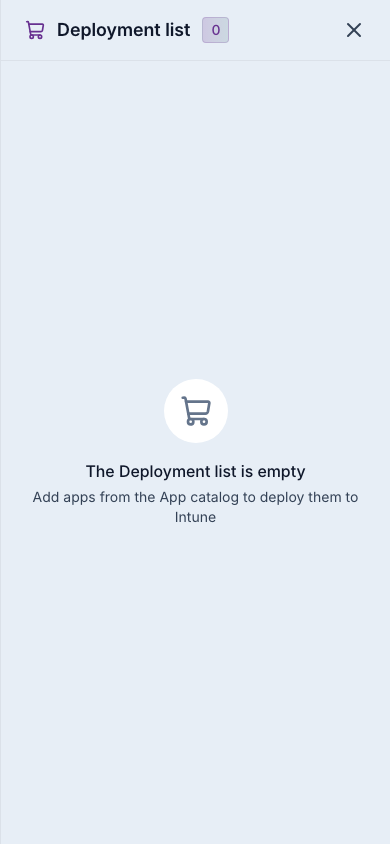 Deployment list 0
The Deployment list is empty
Add apps from the App catalog to deploy them to
Intune